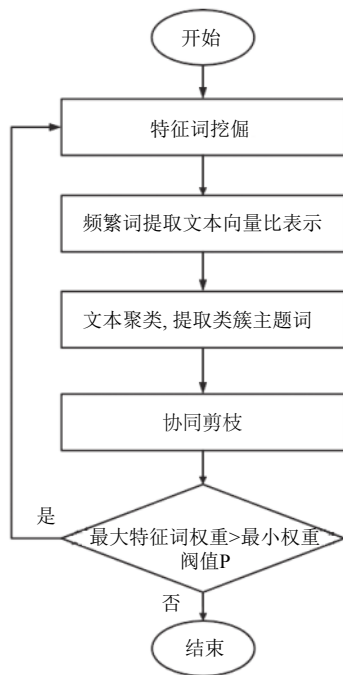 开始
特征词挖倔
频繁词提取文本向量比表示
文本聚类, 提取类簇主题词
协同剪枝
是
最大特征词权重>最小权重
阀值P
否
结束